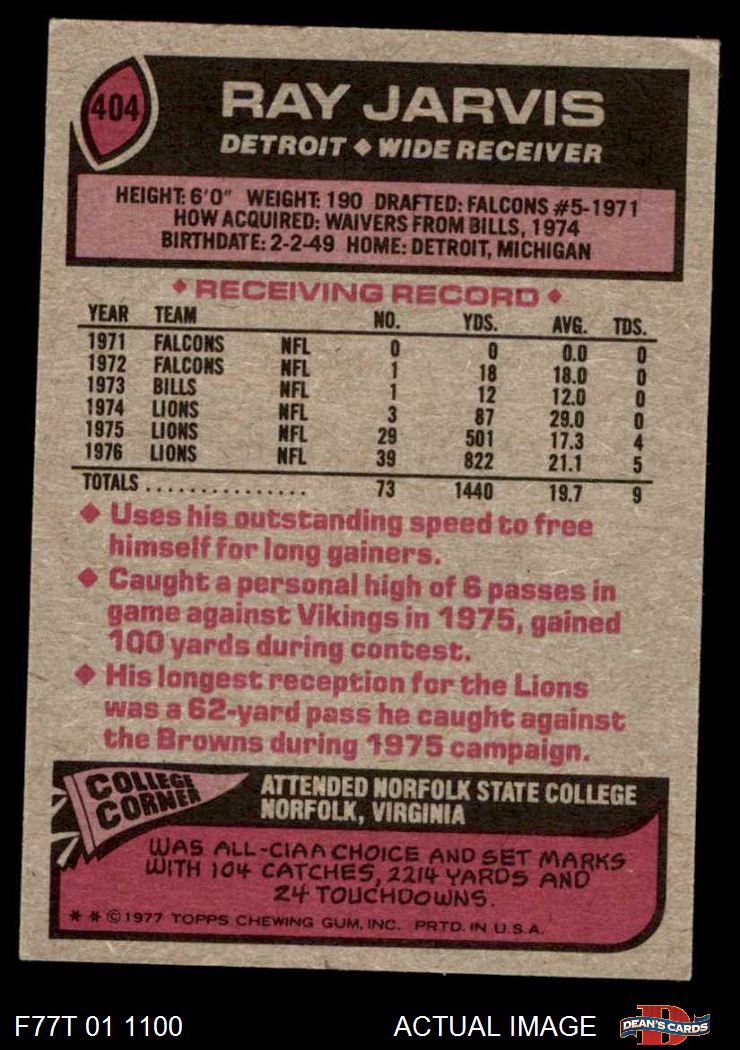 404
RAY JARVIS
DETROIT ◆ WIDE RECEIVER
HEIGHT: 6'0" WEIGHT: 190 DRAFTED: FALCONS #5-1971
HOW ACQUIRED: WAIVERS FROM BILLS, 1974
BIRTHDATE: 2-2-49 HOME: DETROIT, MICHIGAN
◆ RECEIVING RECORD ◆
YEAR TEAM NO. YDS. AVG. TDS.
1971 FALCONS NFL 0 0 0.0 0
1972 FALCONS NFL 1 18 18.0 0
1973 BILLS NFL 1 12 12.0 0
1974 LIONS NFL 3 87 29.0 0
1975 LIONS NFL 29 501 17.3 4
1976 LIONS NFL 39 822 21.1 5
TOTALS ................ 73 1440 19.7 9
◆ Uses his outstanding speed to free
himself for long gainers.
◆ Caught a personal high of 6 passes in
game against Vikings in 1975, gained
100 yards during contest.
◆ His longest reception for the Lions
was a 62-yard pass he caught against
the Browns during 1975 campaign.
COLLEGE
CORNER
ATTENDED NORFOLK STATE COLLEGE
NORFOLK, VIRGINIA
WAS ALL-CIAA CHOICE AND SET MARKS
WITH 104 CATCHES, 2214 YARDS AND
24 TOUCHDOWNS.
* * © 1977 TOPPS CHEWING GUM, INC. PRTD. IN U.S.A.
F77T 01 1100 ACTUAL IMAGE
D
DEAN'S CARDS